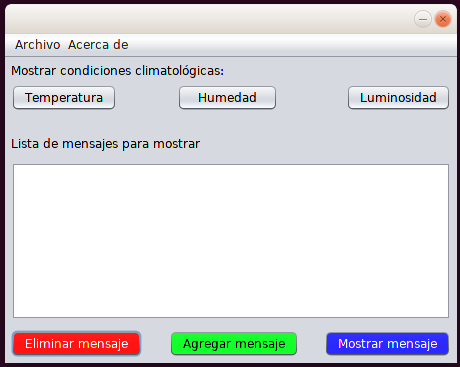 Archivo Acerca de
Mostrar condiciones climatológicas:
Temperatura Humedad Luminosidad
Lista de mensajes para mostrar
Eliminar mensaje Agregar mensaje Mostrar mensaje